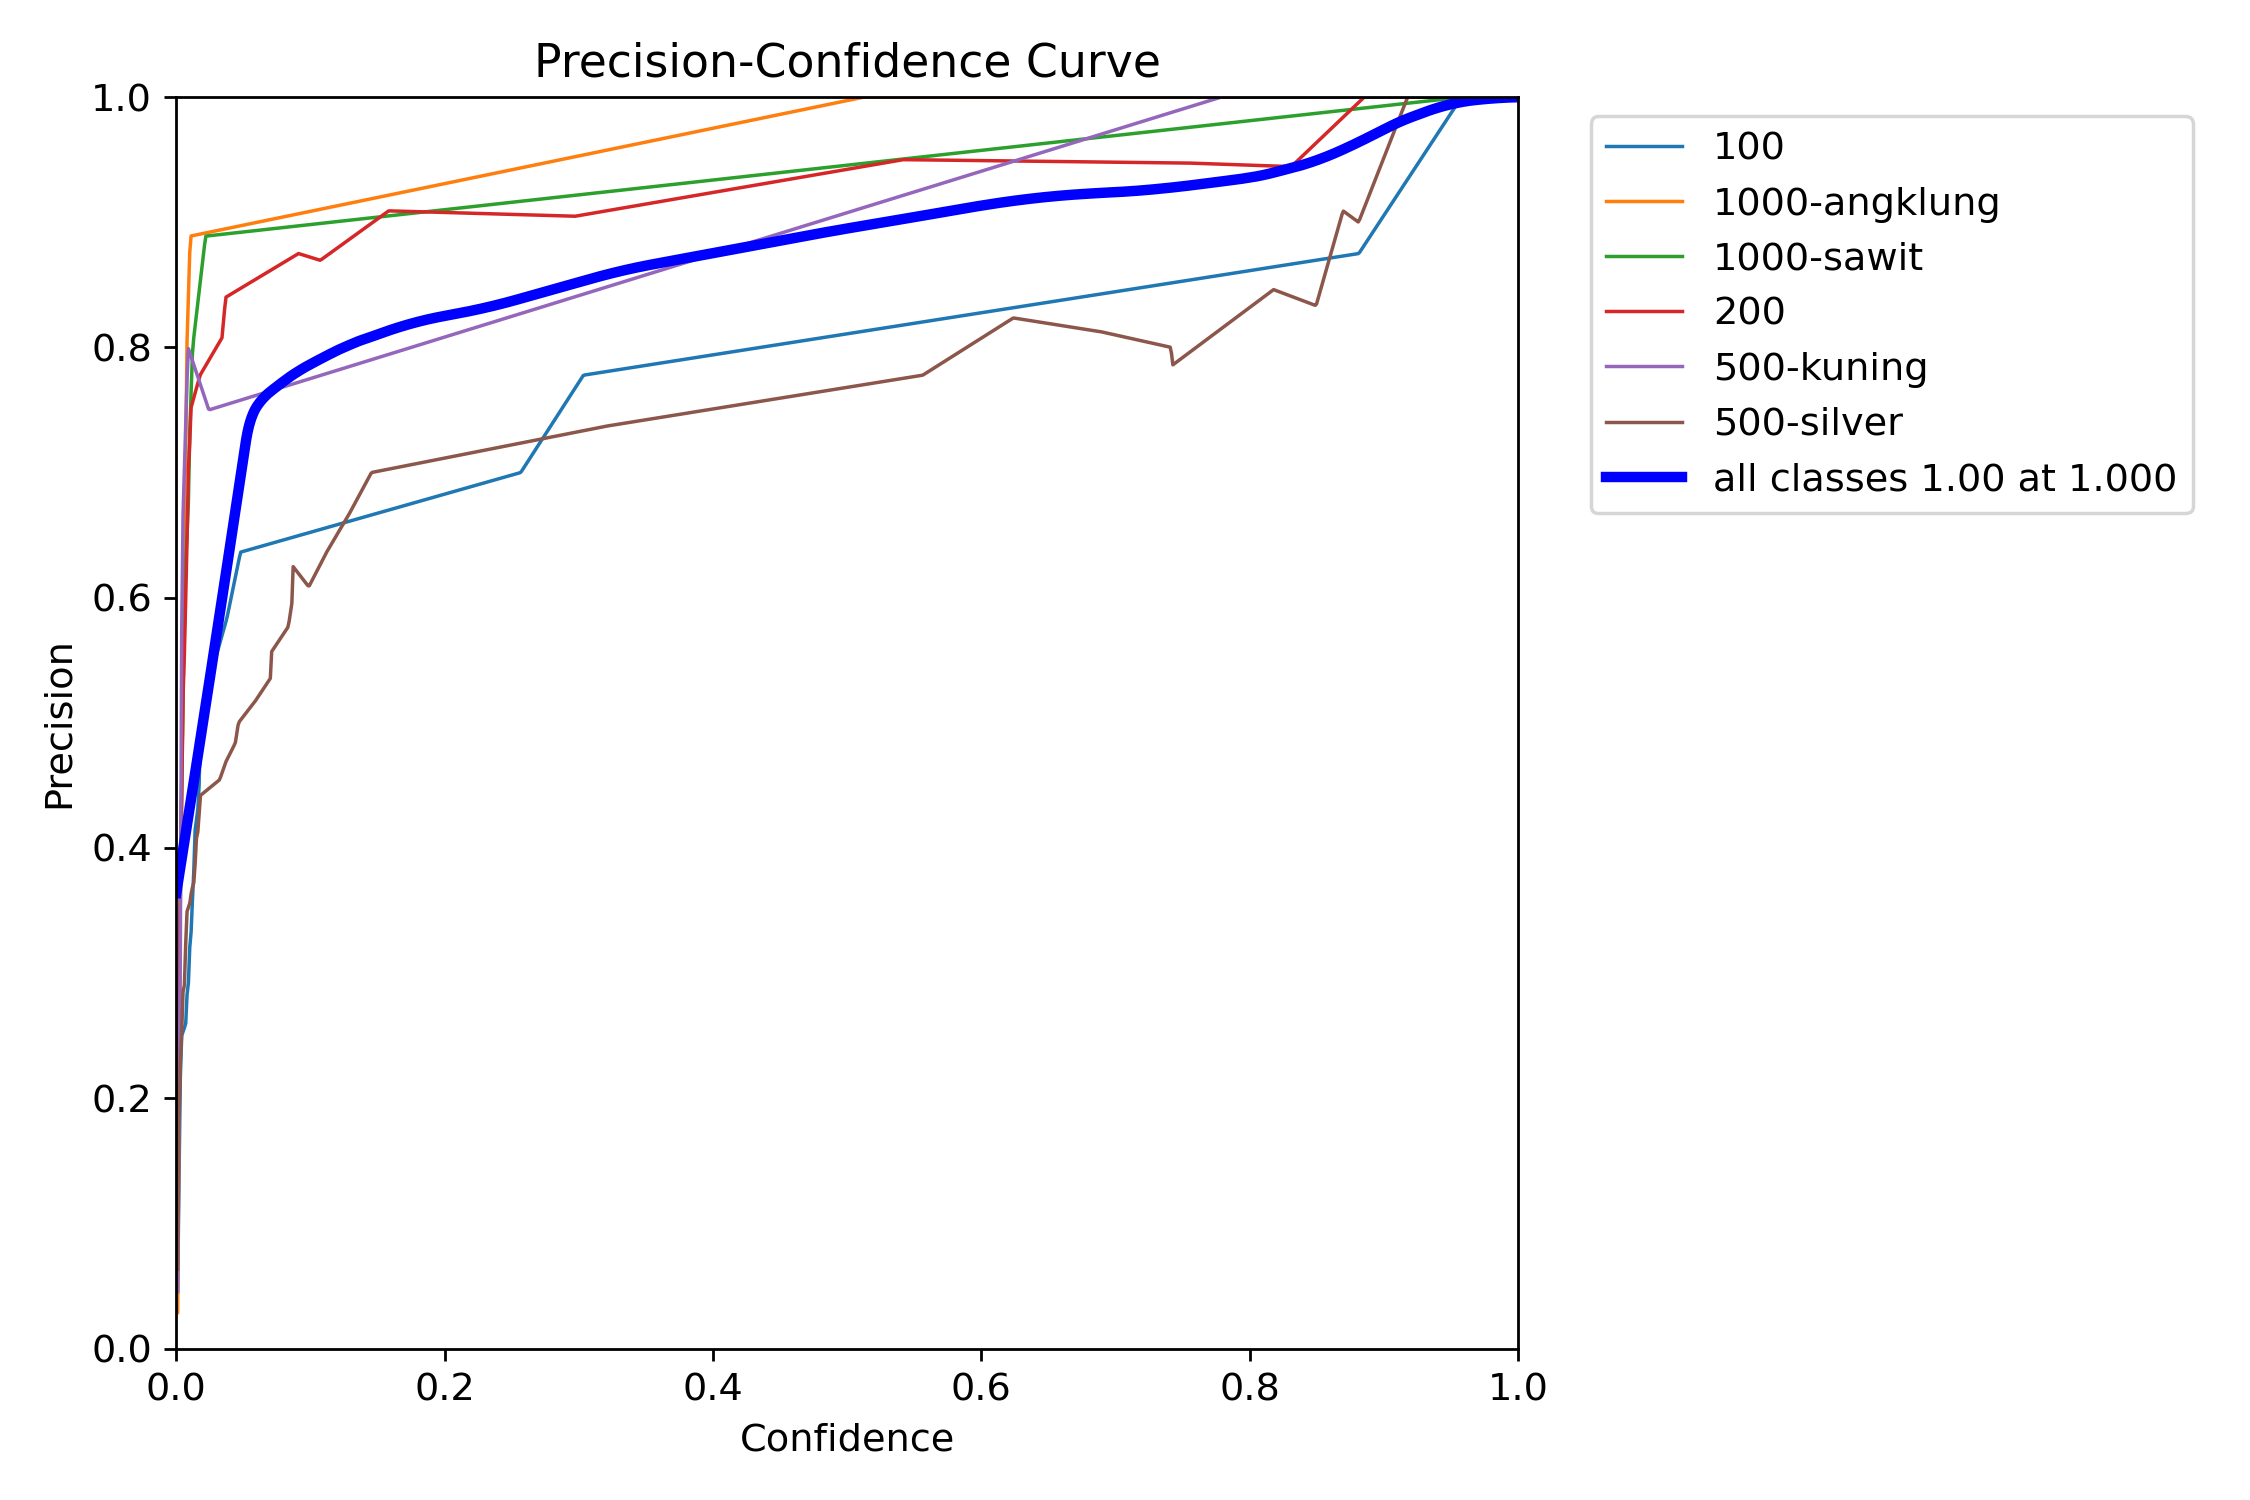 Precision-Confidence Curve
1.0
0.8
0.6
0.4
0.2
0.0
Precision
0.0 0.2 0.4 0.6 0.8 1.0
Confidence
100
1000-angklung
1000-sawit
200
500-kuning
500-silver
all classes 1.00 at 1.000